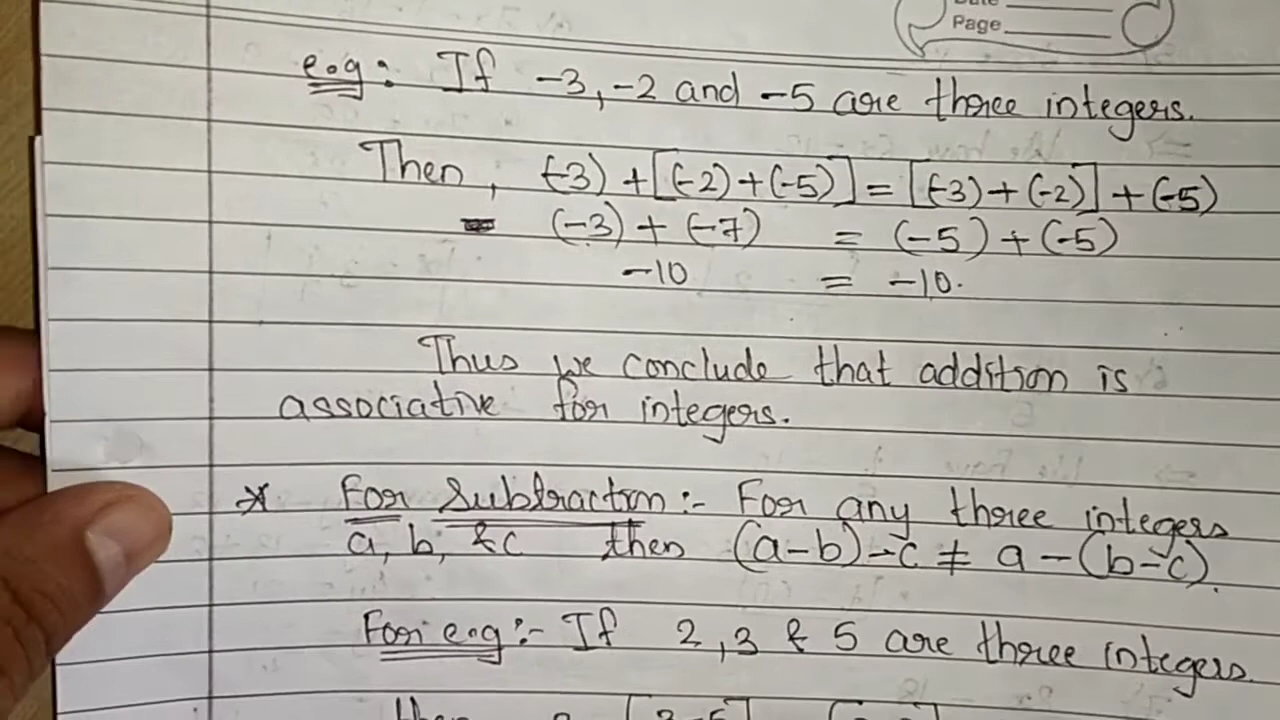 Date
Page
e.g: If -3, -2 and -5 are three integers.
Then, (-3) + [(-2) + (-5)] = [(-3) + (-2)] + (-5)
(-3) + (-7) = (-5) + (-5)
-10 = -10.
Thus we conclude that addition is
associative for integers.
* For Subtraction:- For any three integers
a, b, & c then (a-b)-c ≠ a-(b-c).
For e.g:- If 2, 3 & 5 are three integers.
then